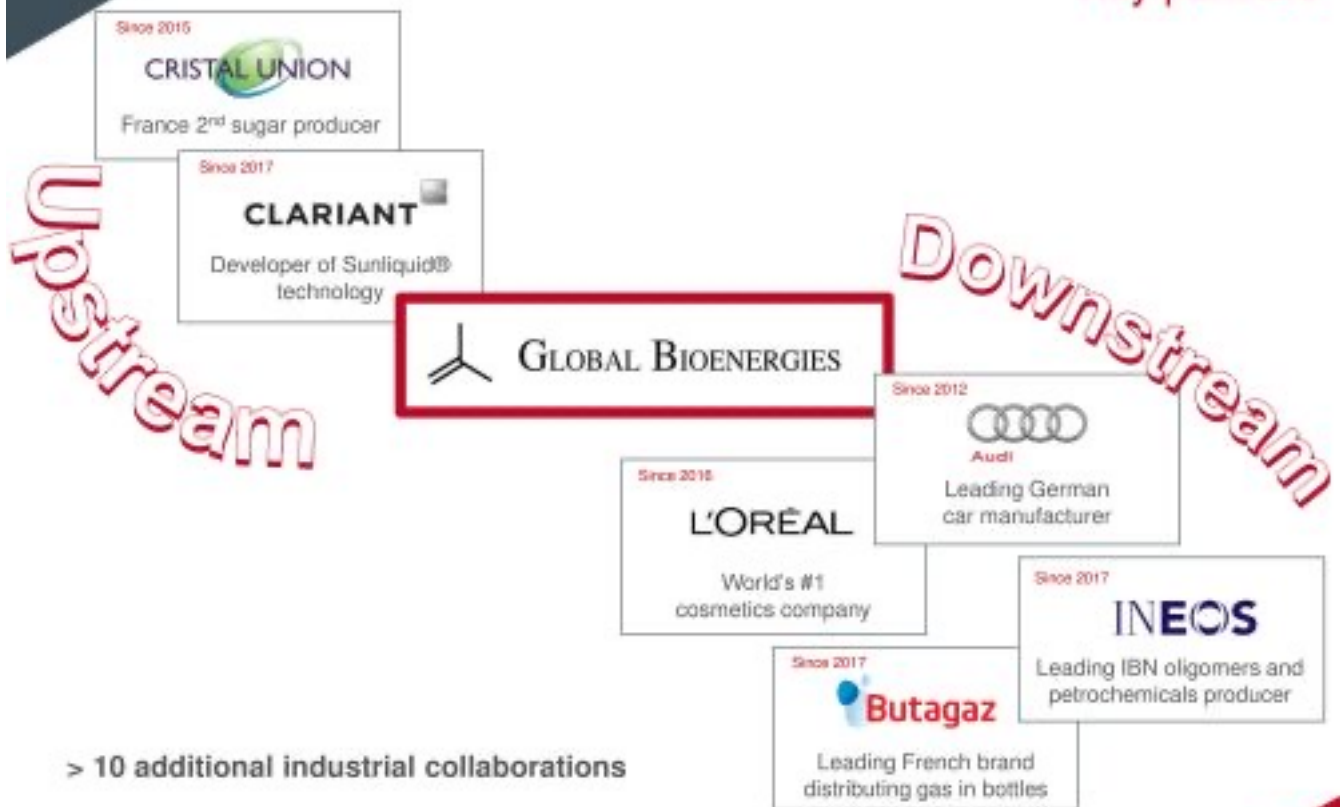 Since 2015
CRISTAL UNION
France 2nd sugar producer
Since 2017
CLARIANT
Developer of Sunliquid®
technology
Upstream
GLOBAL BIOENERGIES
Downstream
Since 2012
Audi
Leading German
car manufacturer
Since 2016
L'ORÉAL
World's #1
cosmetics company
Since 2017
INEOS
Leading IBN oligomers and
petrochemicals producer
Since 2017
Butagaz
Leading French brand
distributing gas in bottles
> 10 additional industrial collaborations